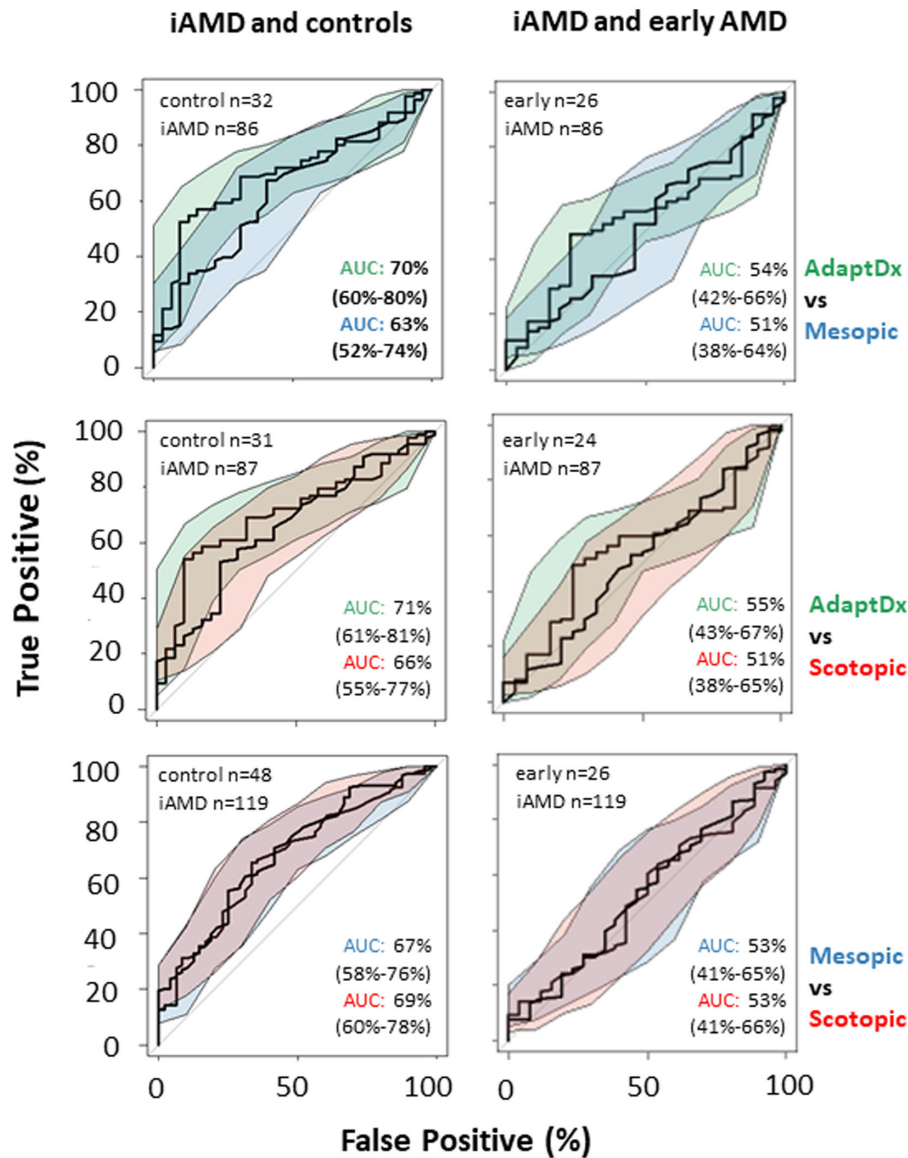 iAMD and controls
iAMD and early AMD
100
80
60
40
20
0
control n=32
iAMD n=86
AUC: 70%
(60%-80%)
AUC: 63%
(52%-74%)
early n=26
iAMD n=86
AUC: 54%
(42%-66%)
AUC: 51%
(38%-64%)
AdaptDx
vs
Mesopic
True Positive (%)
100
80
60
40
20
0
control n=31
iAMD n=87
AUC: 71%
(61%-81%)
AUC: 66%
(55%-77%)
early n=24
iAMD n=87
AUC: 55%
(43%-67%)
AUC: 51%
(38%-65%)
AdaptDx
vs
Scotopic
100
80
60
40
20
0
control n=48
iAMD n=119
AUC: 67%
(58%-76%)
AUC: 69%
(60%-78%)
early n=26
iAMD n=119
AUC: 53%
(41%-65%)
AUC: 53%
(41%-66%)
Mesopic
vs
Scotopic
0 50 100
0 50 100
False Positive (%)